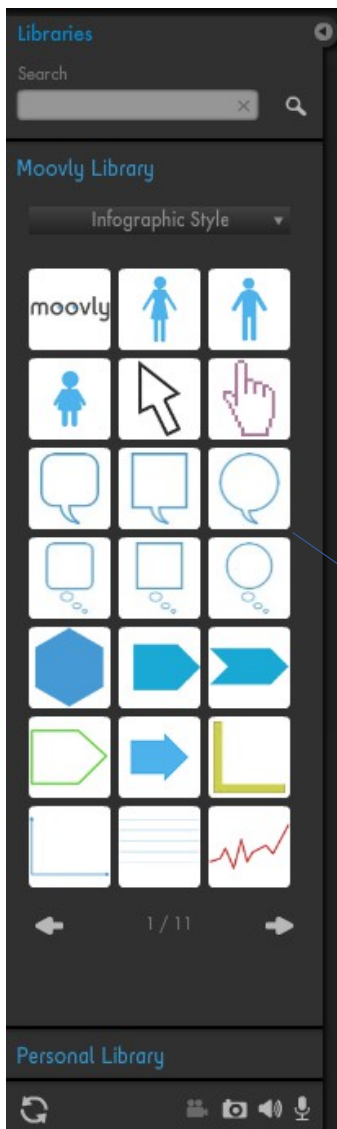 Libraries
Search
Moovly Library
Infographic Style
moovly
1 / 11
Personal Library